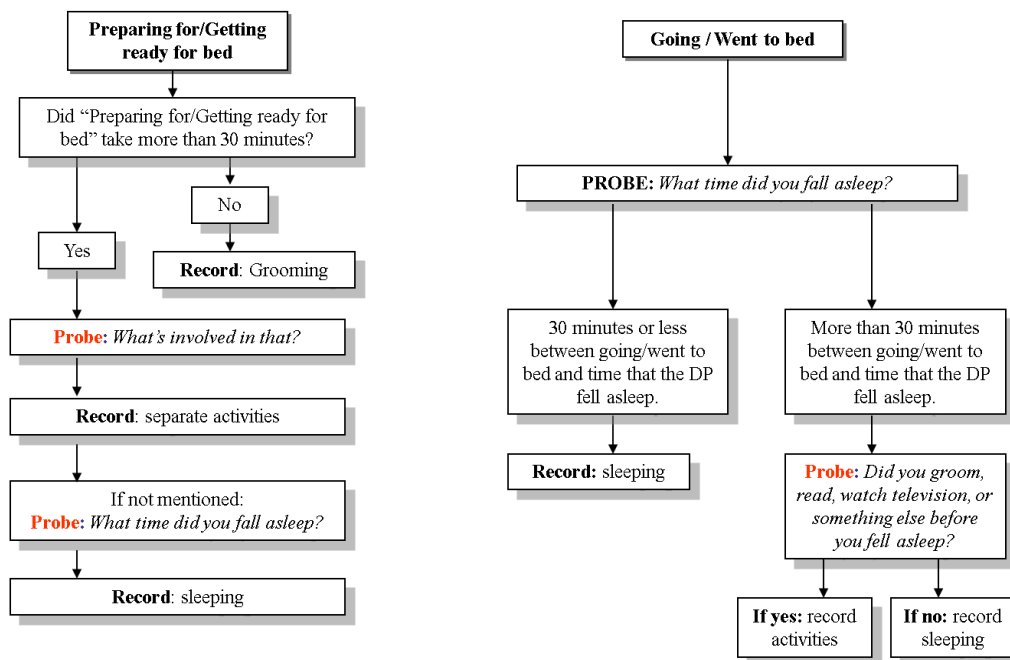 Preparing for/Getting
ready for bed
Did “Preparing for/Getting ready for
bed” take more than 30 minutes?
No
Yes
Record: Grooming
Probe: What’s involved in that?
Record: separate activities
If not mentioned:
Probe: What time did you fall asleep?
Record: sleeping
Going / Went to bed
PROBE: What time did you fall asleep?
30 minutes or less
between going/went to
bed and time that the DP
fell asleep.
Record: sleeping
More than 30 minutes
between going/went to
bed and time that the DP
fell asleep.
Probe: Did you groom,
read, watch television, or
something else before
you fell asleep?
If yes: record
activities
If no: record
sleeping